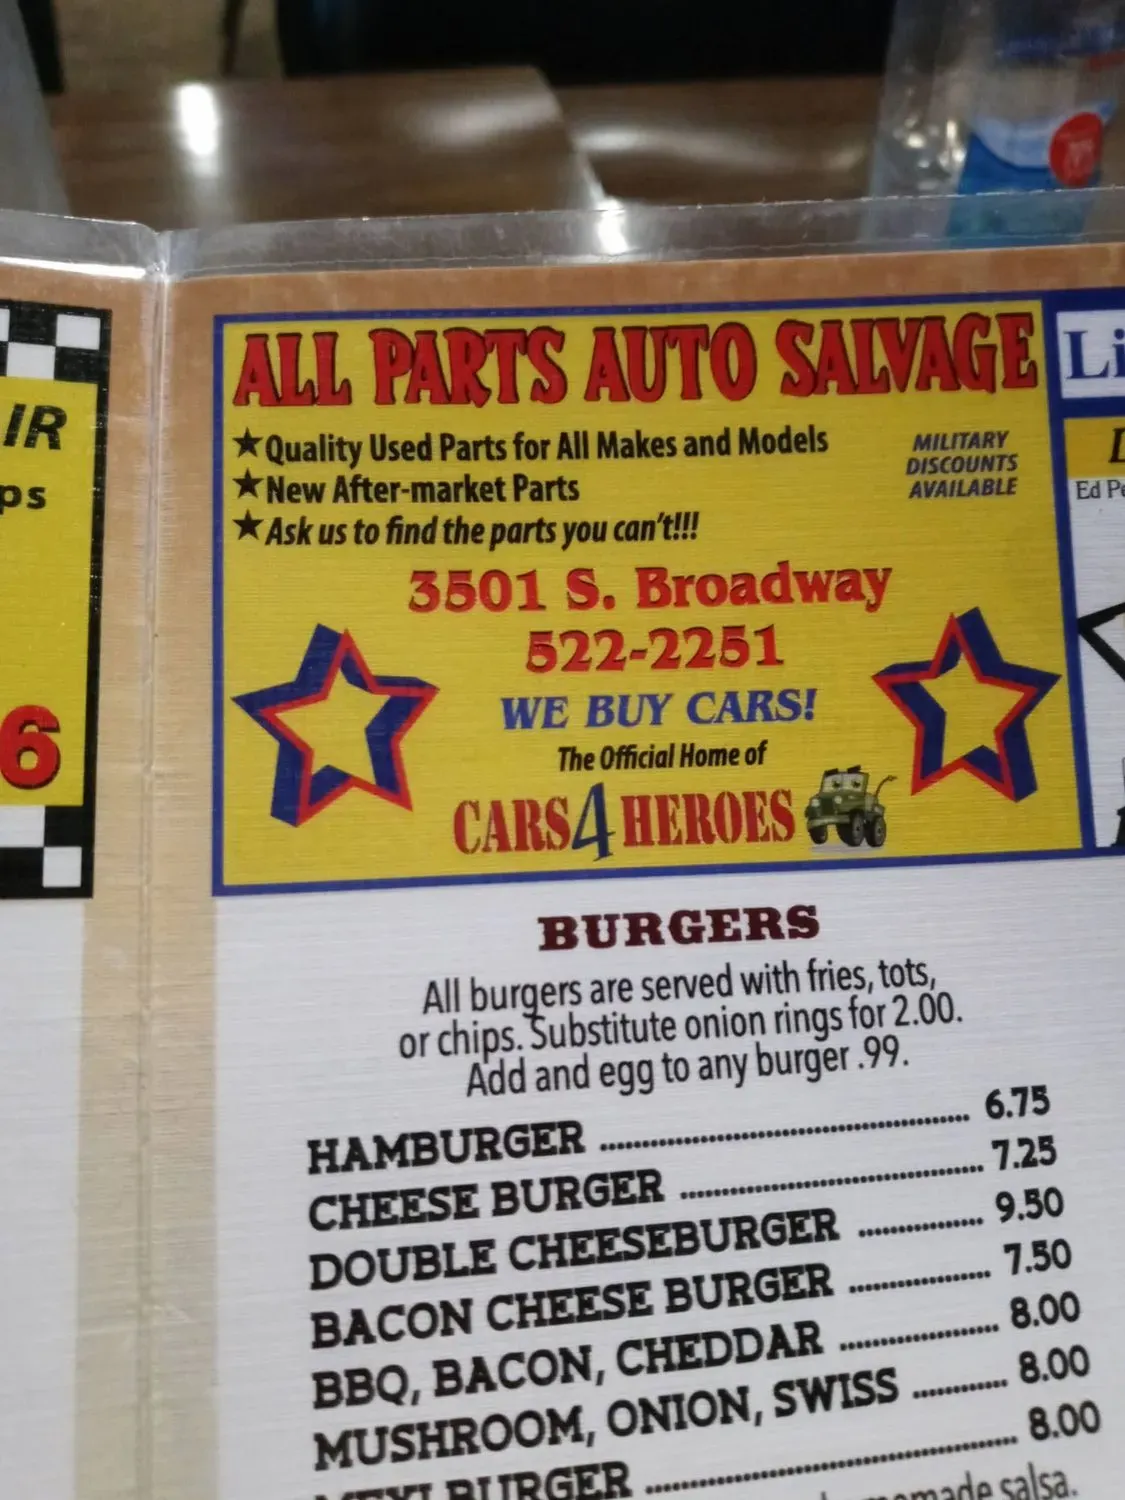 ALL PARTS AUTO SALVAGE
★Quality Used Parts for All Makes and Models
★New After-market Parts
★Ask us to find the parts you can't!!!
MILITARY
DISCOUNTS
AVAILABLE
3501 S. Broadway
522-2251
WE BUY CARS!
The Official Home of
CARS4HEROES
IR
ps
6
Li
Ed Pe
BURGERS
All burgers are served with fries, tots,
or chips. Substitute onion rings for 2.00.
Add and egg to any burger .99.
HAMBURGER ........ 6.75
CHEESE BURGER ........ 7.25
DOUBLE CHEESEBURGER ........ 9.50
BACON CHEESE BURGER ........ 7.50
BBQ, BACON, CHEDDAR ........ 8.00
MUSHROOM, ONION, SWISS ........ 8.00
MEXI BURGER ........ 8.00
salsa.